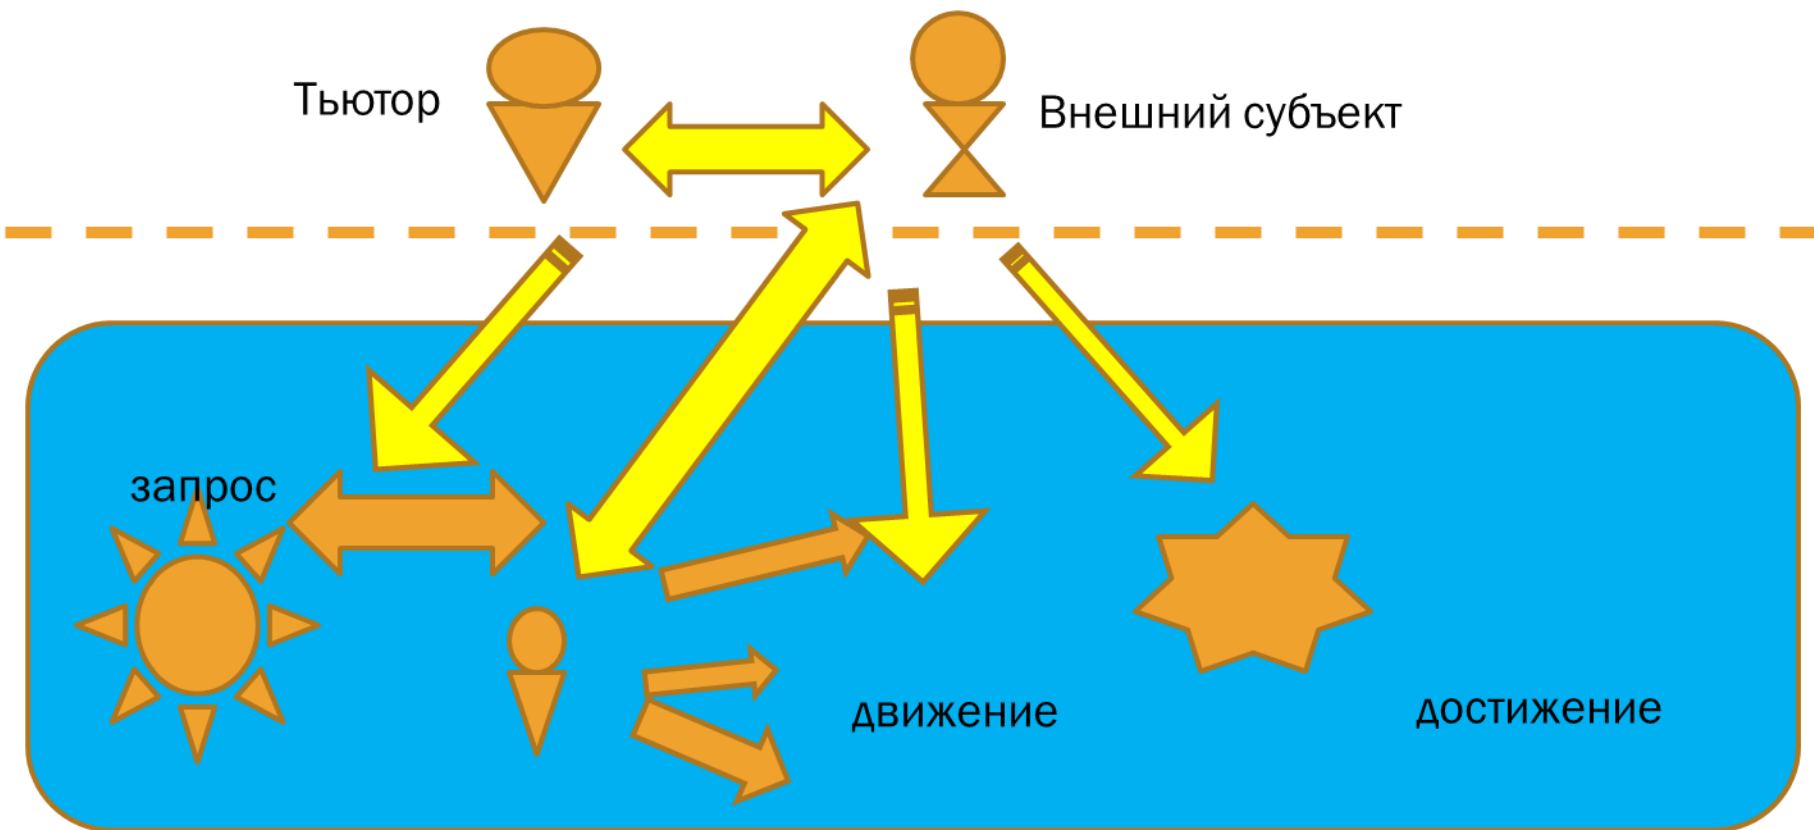 Тьютор
Внешний субъект
запрос
движение
достижение